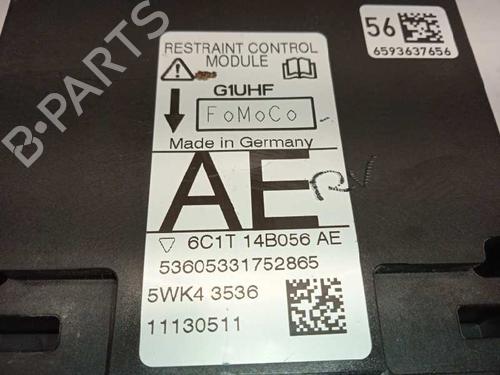 56
6593637656
RESTRAINT CONTROL
MODULE
G1UHF
FoMoCo
Made in Germany
AE
RV
6C1T 14B056 AE
53605331752865
5WK4 3536
11130511
B-PARTS